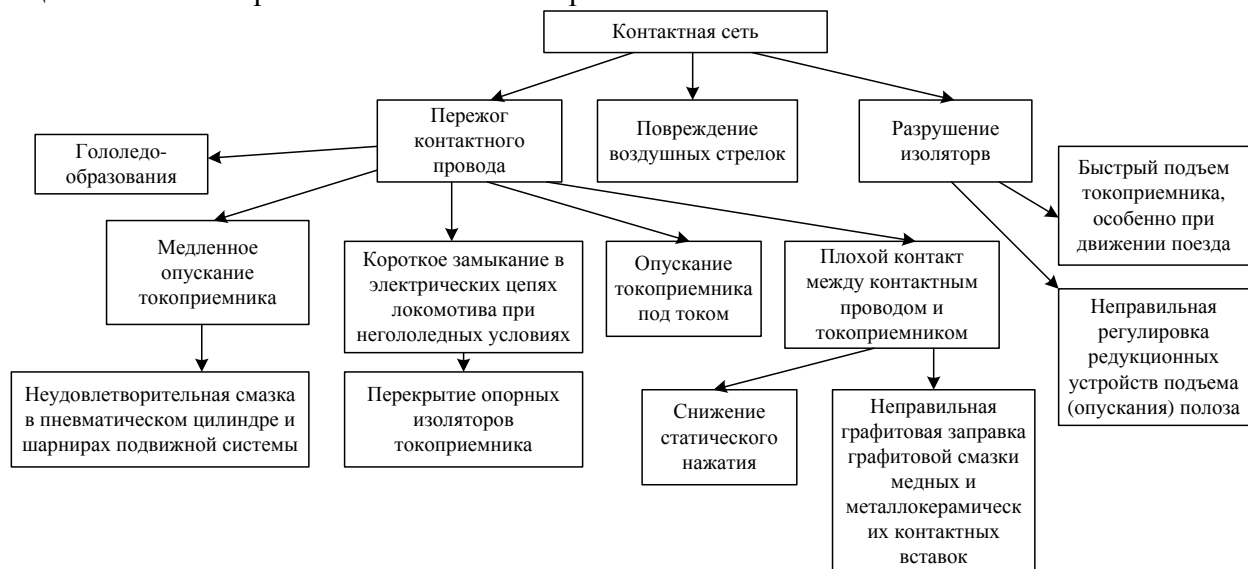 Контактная сеть
Пережог
контактного
провода
Повреждение
воздушных стрелок
Разрушение
изоляторв
Гололедо-
образования
Быстрый подъем
токоприемника,
особенно при
движении поезда
Медленное
опускание
токоприемника
Короткое замыкание в
электрических цепях
локомотива при
негололедных условиях
Опускание
токоприемника
под током
Плохой контакт
между контактным
проводом и
токоприемником
Неправильная
регулировка
редукционных
устройств подъема
(опускания) полоза
Неудовлетворительная смазка
в пневматическом цилиндре и
шарнирах подвижной системы
Перекрытие опорных
изоляторов
токоприемника
Снижение
статического
нажатия
Неправильная
графитовая заправка
графитовой смазки
медных и
металлокерамическ
их контактных
вставок